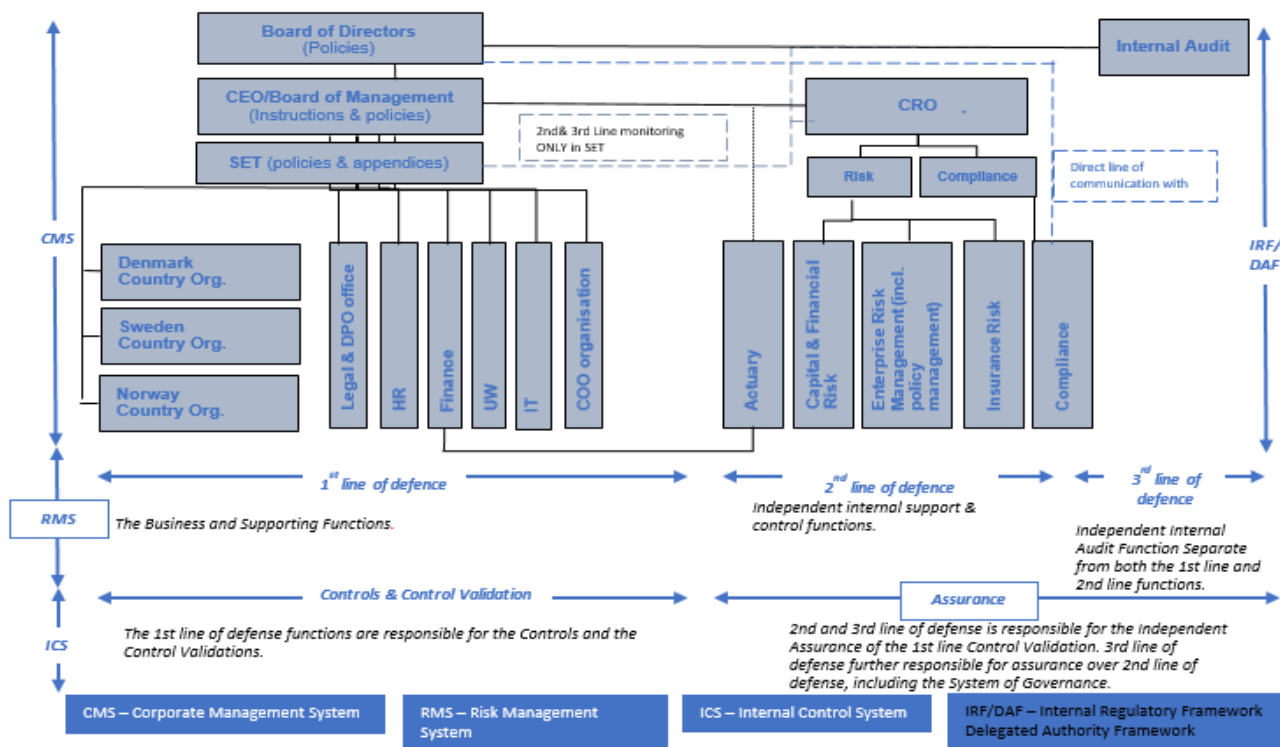 Board of Directors
(Policies)
Internal Audit
CEO/Board of Management
(Instructions & policies)
CRO
2nd& 3rd Line monitoring
ONLY in SET
SET (policies & appendices)
Risk
Compliance
Direct line of
communication with
CMS
IRF/
DAF
Denmark
Country Org.
Sweden
Country Org.
Norway
Country Org.
Legal & DPO office
HR
Finance
UW
IT
COO organisation
Actuary
Capital & Financial
Risk
Enterprise Risk
Management (incl.
policy
management)
Insurance Risk
Compliance
1st line of defence
2nd line of defence
3rd line of
defence
RMS
The Business and Supporting Functions.
Independent internal support &
control functions.
Independent Internal
Audit Function Separate
from both the 1st line and
2nd line functions.
Controls & Control Validation
Assurance
ICS
The 1st line of defense functions are responsible for the Controls and the
Control Validations.
2nd and 3rd line of defense is responsible for the Independent
Assurance of the 1st line Control Validation. 3rd line of
defense further responsible for assurance over 2nd line of
defense, including the System of Governance.
CMS – Corporate Management System
RMS – Risk Management
System
ICS – Internal Control System
IRF/DAF – Internal Regulatory Framework
Delegated Authority Framework